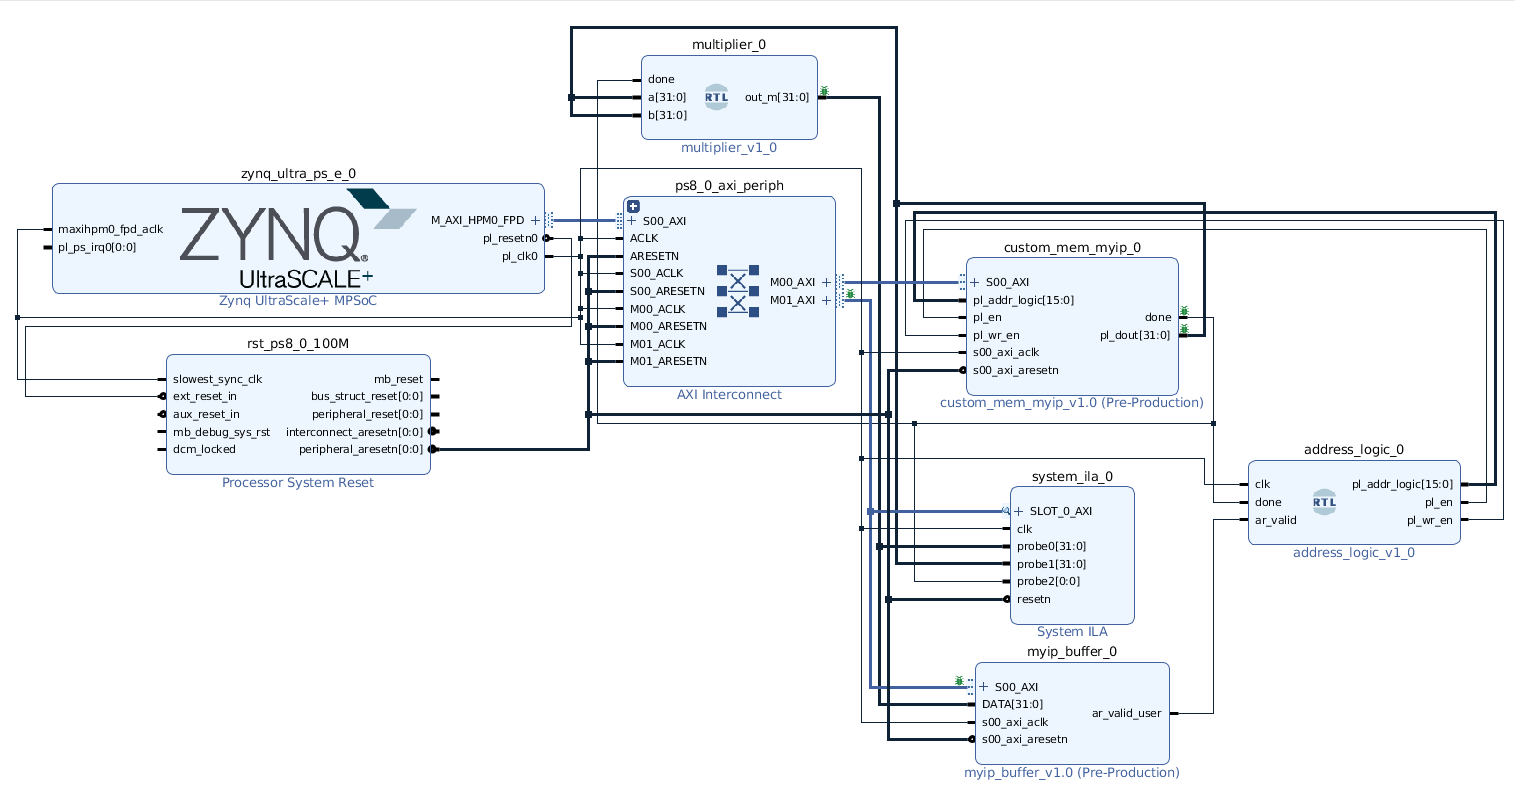 multiplier_0
done
a[31:0]
b[31:0]
RTL
out_m[31:0]
multiplier_v1_0
zynq_ultra_ps_e_0
maxihpm0_fpd_aclk
pl_ps_irq0[0:0]
ZYNQ®
UltraSCALE+
M_AXI_HPM0_FPD
pl_resetn0
pl_clk0
Zynq UltraScale+ MPSoC
ps8_0_axi_periph
S00_AXI
ACLK
ARESETN
S00_ACLK
S00_ARESETN
M00_ACLK
M00_ARESETN
M01_ACLK
M01_ARESETN
M00_AXI
M01_AXI
AXI Interconnect
custom_mem_myip_0
S00_AXI
pl_addr_logic[15:0]
pl_en
pl_wr_en
s00_axi_aclk
s00_axi_aresetn
done
pl_dout[31:0]
custom_mem_myip_v1.0 (Pre-Production)
rst_ps8_0_100M
slowest_sync_clk
ext_reset_in
aux_reset_in
mb_debug_sys_rst
dcm_locked
mb_reset
bus_struct_reset[0:0]
peripheral_reset[0:0]
interconnect_aresetn[0:0]
peripheral_aresetn[0:0]
Processor System Reset
address_logic_0
clk
done
ar_valid
RTL
pl_addr_logic[15:0]
pl_en
pl_wr_en
address_logic_v1_0
system_ila_0
SLOT_0_AXI
clk
probe0[31:0]
probe1[31:0]
probe2[0:0]
resetn
System ILA
myip_buffer_0
S00_AXI
DATA[31:0]
s00_axi_aclk
s00_axi_aresetn
ar_valid_user
myip_buffer_v1.0 (Pre-Production)